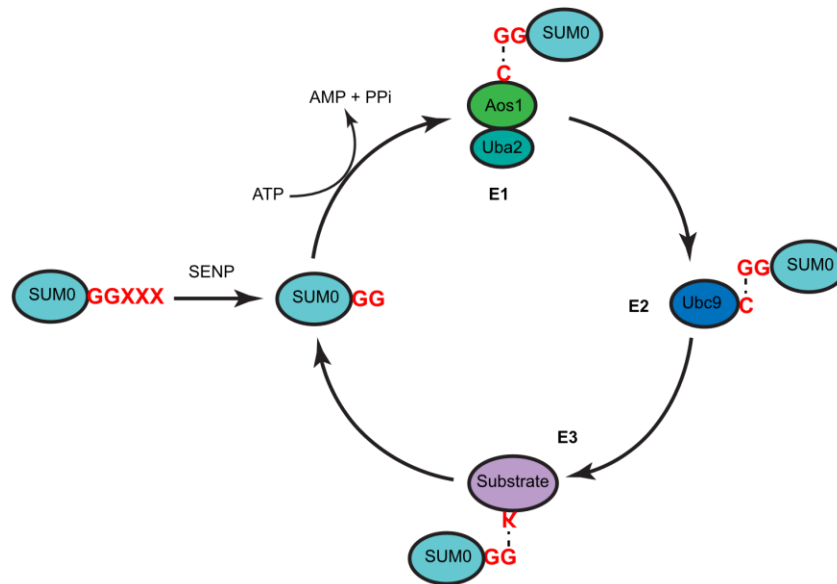 GG SUM0
C
AMP + PPi
Aos1
Uba2
ATP
E1
SENP
GG SUM0
SUM0 GGXXX
SUM0 GG
E2
Ubc9 C
E3
Substrate
K
SUM0 GG